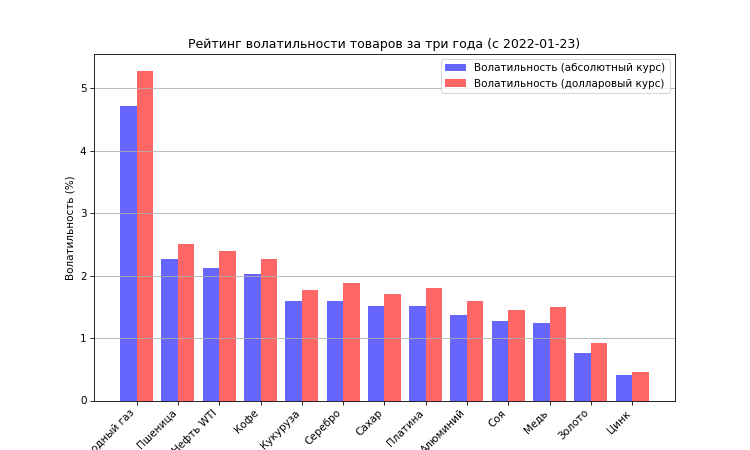 Рейтинг волатильности товаров за три года (с 2022-01-23)
Волатильность (абсолютный курс)
Волатильность (долларовый курс)
Волатильность (%)
5
4
3
2
1
0
одный газ
Пшеница
Нефть WTI
Кофе
Кукуруза
Серебро
Сахар
Платина
Алюминий
Соя
Медь
Золото
Цинк